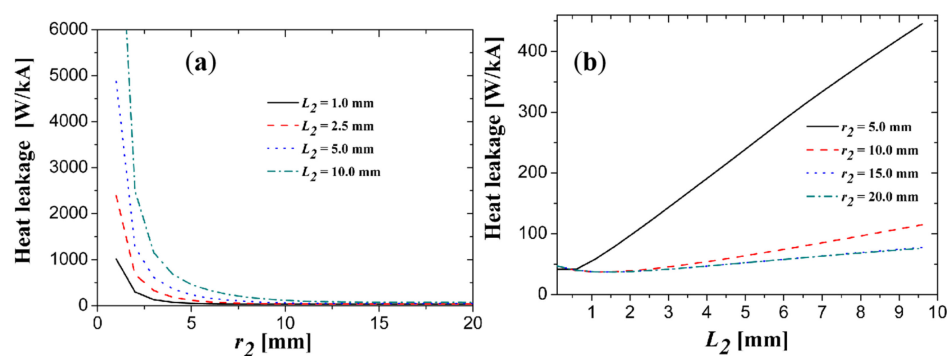 (a)
Heat leakage [W/kA]
6000
5000
4000
3000
2000
1000
0
L2 = 1.0 mm
L2 = 2.5 mm
L2 = 5.0 mm
L2 = 10.0 mm
0 5 10 15 20
r2 [mm]
(b)
Heat leakage [W/kA]
400
300
200
100
0
r2 = 5.0 mm
r2 = 10.0 mm
r2 = 15.0 mm
r2 = 20.0 mm
1 2 3 4 5 6 7 8 9 10
L2 [mm]